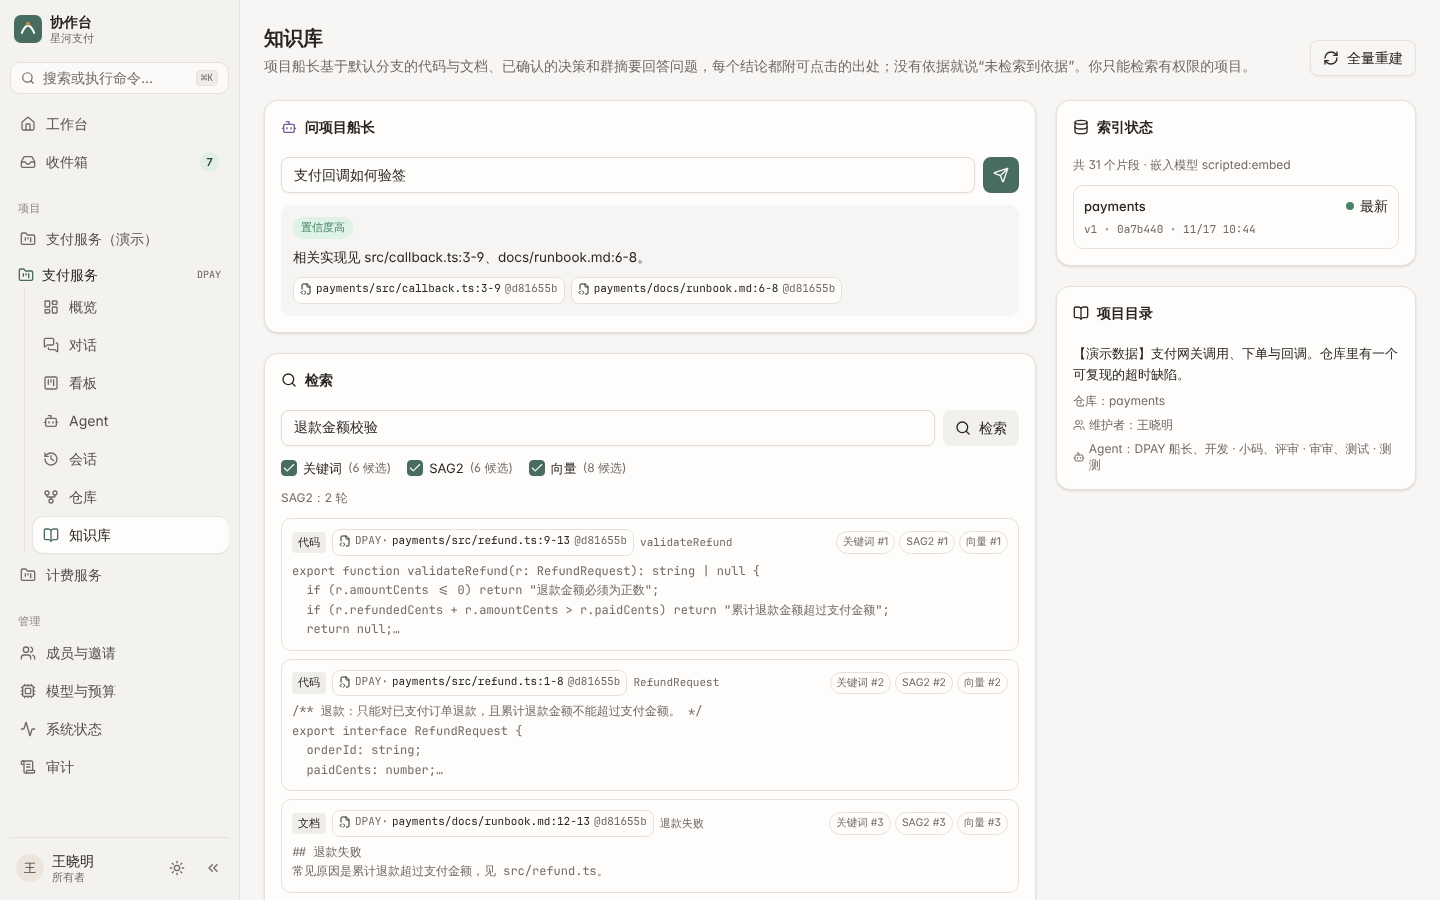 协作台
星河支付
搜索或执行命令...
⌘K
工作台
收件箱
7
项目
支付服务（演示）
支付服务
DPAY
概览
对话
看板
Agent
会话
仓库
知识库
计费服务
管理
成员与邀请
模型与预算
系统状态
审计
王
王晓明
所有者
知识库
项目船长基于默认分支的代码与文档、已确认的决策和群摘要回答问题，每个结论都附可点击的出处；没有依据就说“未检索到依据”。你只能检索有权限的项目。
全量重建
问项目船长
支付回调如何验签
置信度高
相关实现见 src/callback.ts:3-9、docs/runbook.md:6-8。
payments/src/callback.ts:3-9 @d81655b
payments/docs/runbook.md:6-8 @d81655b
检索
退款金额校验
检索
关键词 (6 候选)
SAG2 (6 候选)
向量 (8 候选)
SAG2：2 轮
代码
DPAY· payments/src/refund.ts:9-13 @d81655b
validateRefund
关键词 #1
SAG2 #1
向量 #1
export function validateRefund(r: RefundRequest): string | null {
if (r.amountCents <= 0) return "退款金额必须为正数";
if (r.refundedCents + r.amountCents > r.paidCents) return "累计退款金额超过支付金额";
return null;…
代码
DPAY· payments/src/refund.ts:1-8 @d81655b
RefundRequest
关键词 #2
SAG2 #2
向量 #2
/** 退款：只能对已支付订单退款，且累计退款金额不能超过支付金额。 */
export interface RefundRequest {
orderId: string;
paidCents: number;…
文档
DPAY· payments/docs/runbook.md:12-13 @d81655b
退款失败
关键词 #3
SAG2 #3
向量 #3
## 退款失败
常见原因是累计退款超过支付金额，见 src/refund.ts。
索引状态
共 31 个片段 · 嵌入模型 scripted:embed
payments
最新
v1 · 0a7b440 · 11/17 10:44
项目目录
【演示数据】支付网关调用、下单与回调。仓库里有一个
可复现的超时缺陷。
仓库：payments
维护者：王晓明
Agent：DPAY 船长、开发 · 小码、评审 · 审审、测试 · 测
测